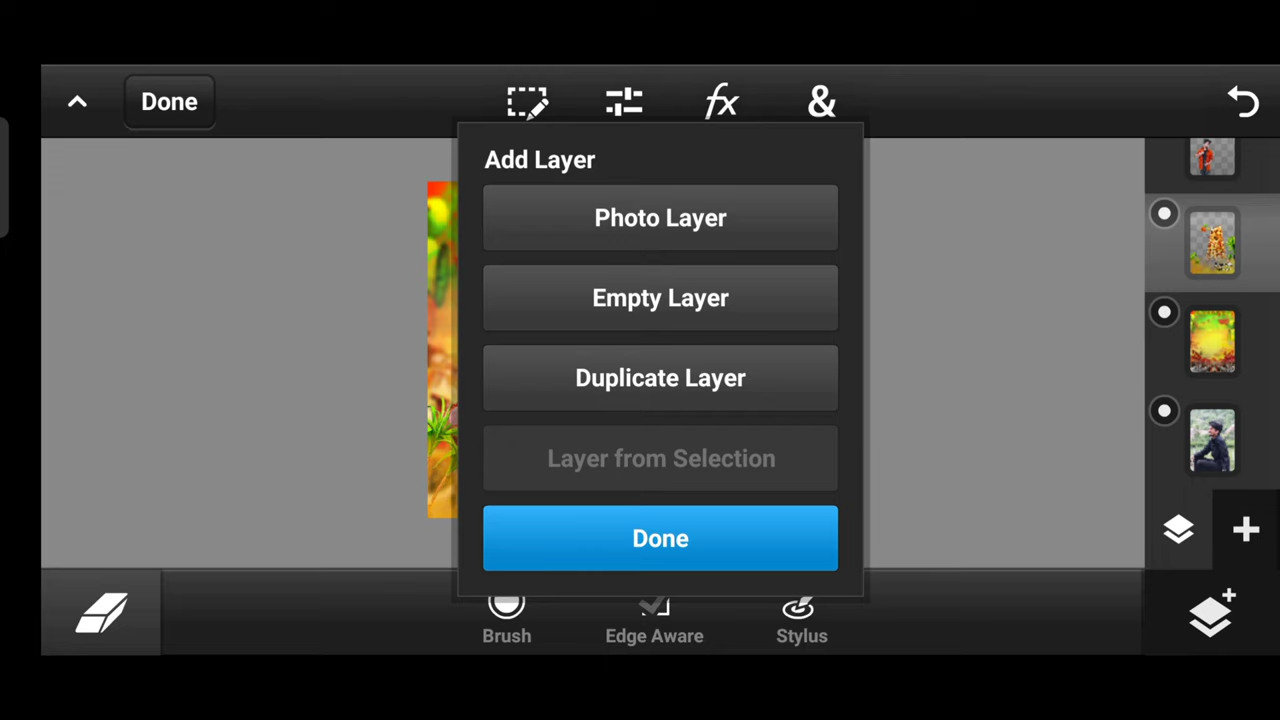 Done
fx
&
Add Layer
Photo Layer
Empty Layer
Duplicate Layer
Layer from Selection
Done
Brush
Edge Aware
Stylus